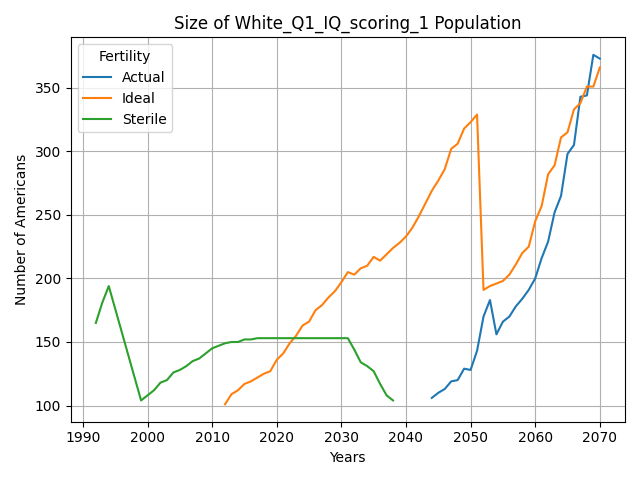 Size of White_Q1_IQ_scoring_1 Population
Fertility
Actual
Ideal
Sterile
Number of Americans
350
300
250
200
150
100
1990 2000 2010 2020 2030 2040 2050 2060 2070
Years